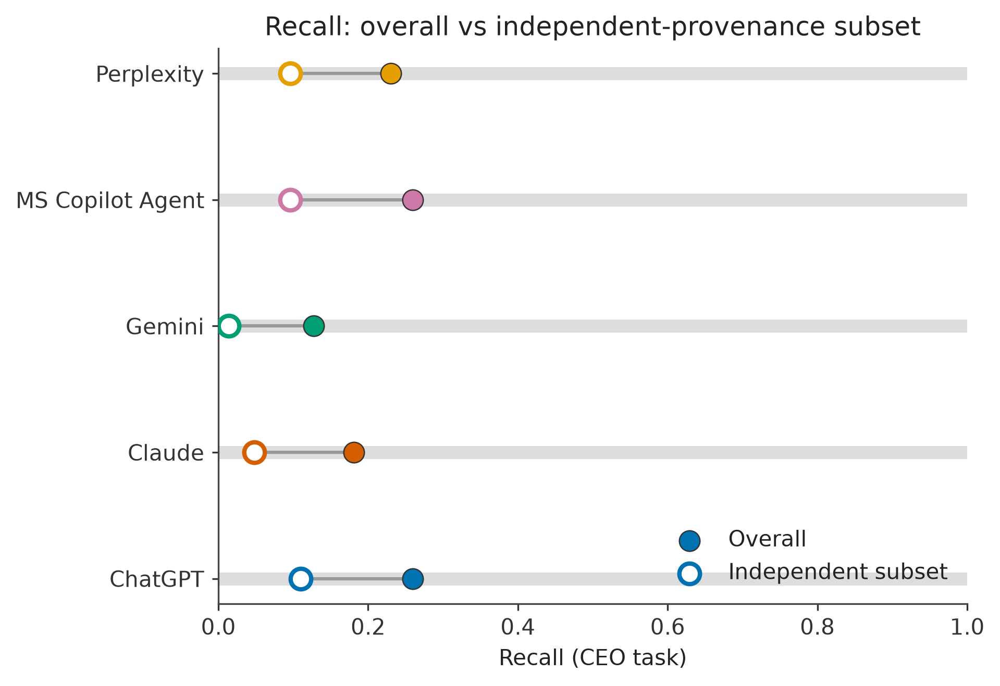 Recall: overall vs independent-provenance subset
Perplexity
MS Copilot Agent
Gemini
Claude
ChatGPT
Overall
Independent subset
0.0 0.2 0.4 0.6 0.8 1.0
Recall (CEO task)